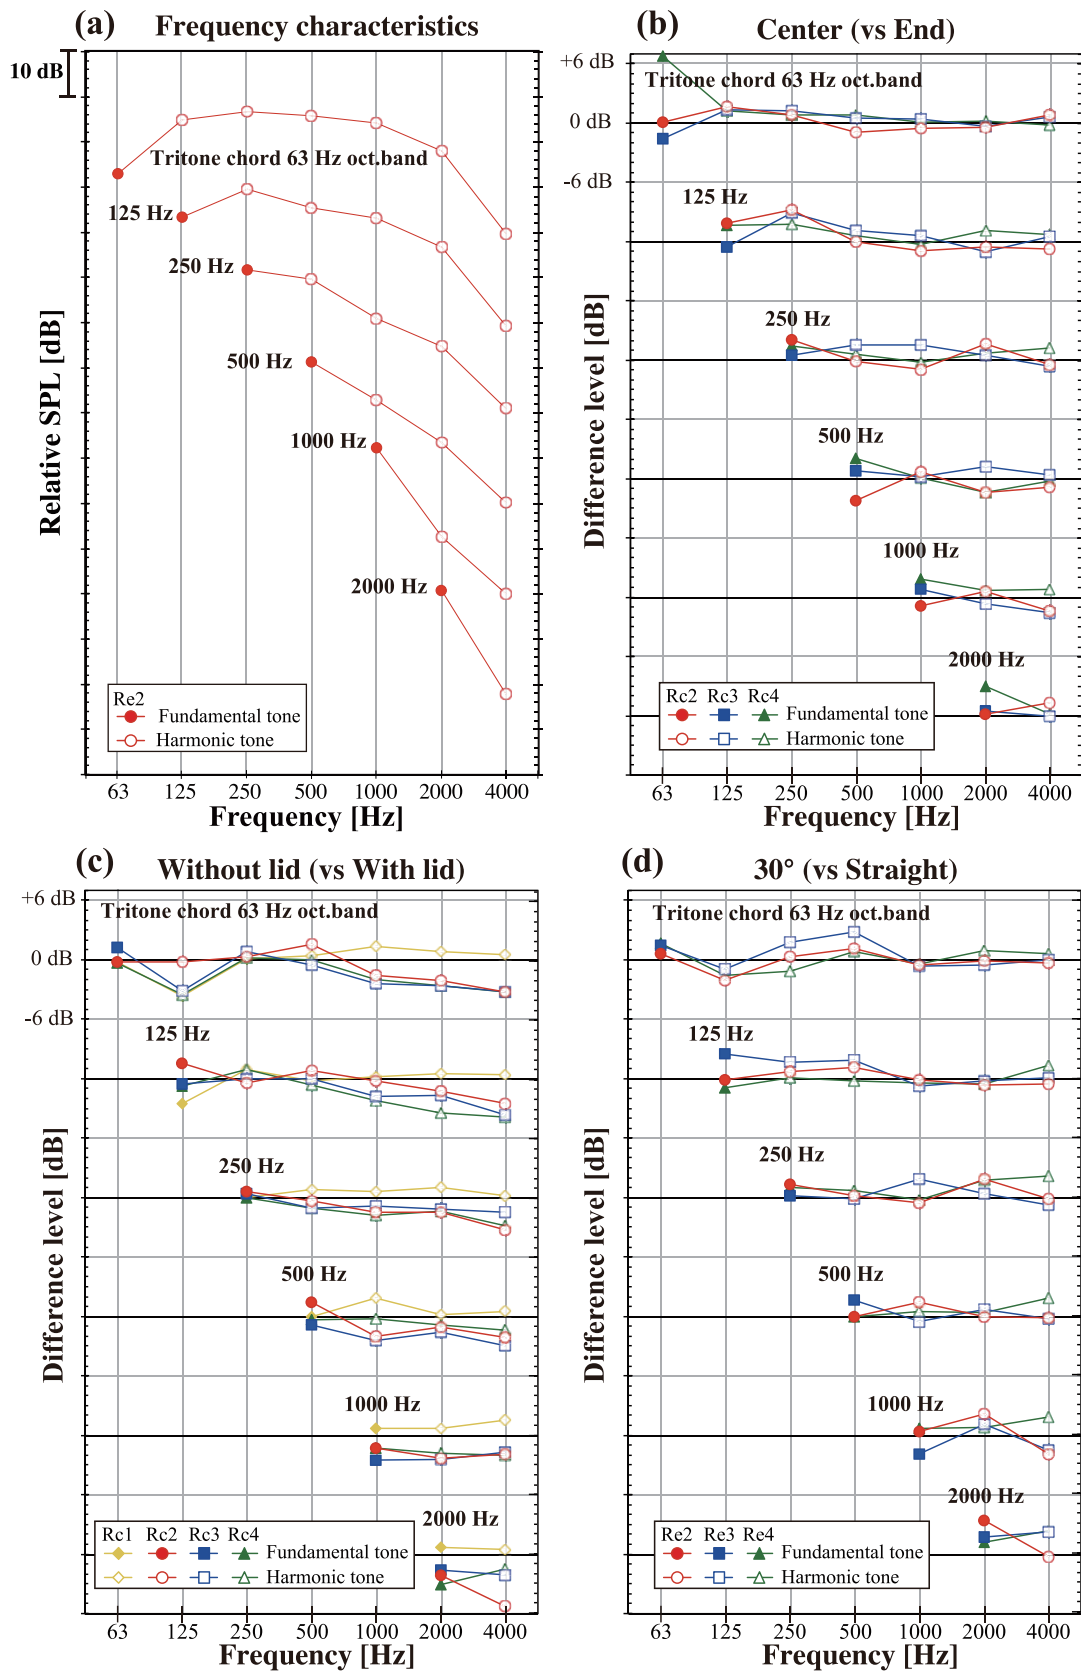 (a) Frequency characteristics
10 dB
Tritone chord 63 Hz oct.band
125 Hz
250 Hz
500 Hz
1000 Hz
2000 Hz
Relative SPL [dB]
Re2
Fundamental tone
Harmonic tone
63 125 250 500 1000 2000 4000
Frequency [Hz]
(b) Center (vs End)
+6 dB
Tritone chord 63 Hz oct.band
0 dB
-6 dB
125 Hz
250 Hz
500 Hz
1000 Hz
2000 Hz
Difference level [dB]
Rc2 Rc3 Rc4
Fundamental tone
Harmonic tone
63 125 250 500 1000 2000 4000
Frequency [Hz]
(c) Without lid (vs With lid)
+6 dB
Tritone chord 63 Hz oct.band
0 dB
-6 dB
125 Hz
250 Hz
500 Hz
1000 Hz
2000 Hz
Difference level [dB]
Rc1 Rc2 Rc3 Rc4
Fundamental tone
Harmonic tone
63 125 250 500 1000 2000 4000
Frequency [Hz]
(d) 30° (vs Straight)
Tritone chord 63 Hz oct.band
125 Hz
250 Hz
500 Hz
1000 Hz
2000 Hz
Difference level [dB]
Re2 Re3 Re4
Fundamental tone
Harmonic tone
63 125 250 500 1000 2000 4000
Frequency [Hz]